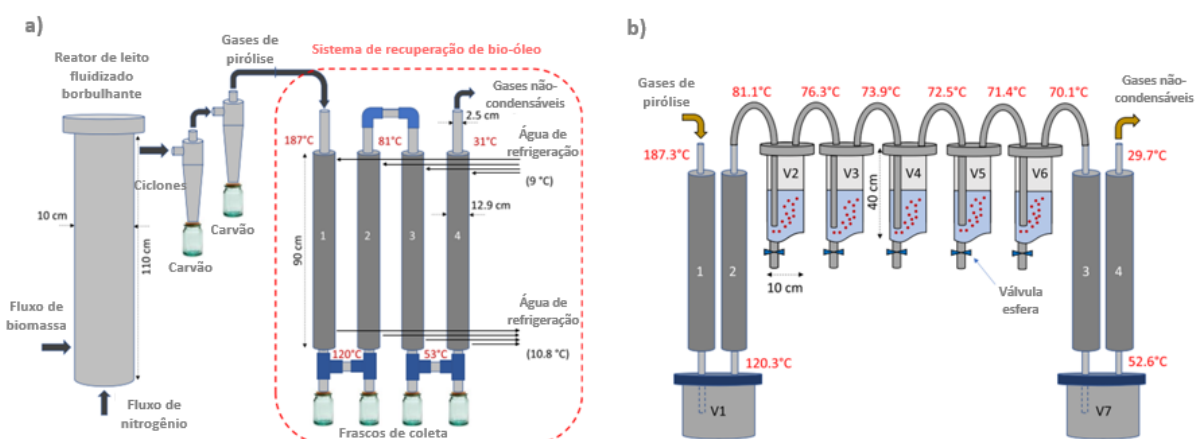 a)
Reator de leito
fluidizado
borbulhante
Gases de
pirólise
Sistema de recuperação de bio-óleo
Gases não-
condensáveis
2.5 cm
187°C
81°C
31°C
Água de
refrigeração
(9 °C)
Ciclones
Carvão
Carvão
10 cm
110 cm
90 cm
12.9 cm
1
2
3
4
Fluxo de
biomassa
Fluxo de
nitrogênio
Água de
refrigeração
(10.8 °C)
120°C
53°C
Frascos de coleta
b)
Gases de
pirólise
81.1°C
76.3°C
73.9°C
72.5°C
71.4°C
70.1°C
Gases não-
condensáveis
187.3°C
29.7°C
V2
V3
V4
V5
V6
40 cm
10 cm
Válvula
esfera
1
2
3
4
120.3°C
52.6°C
V1
V7